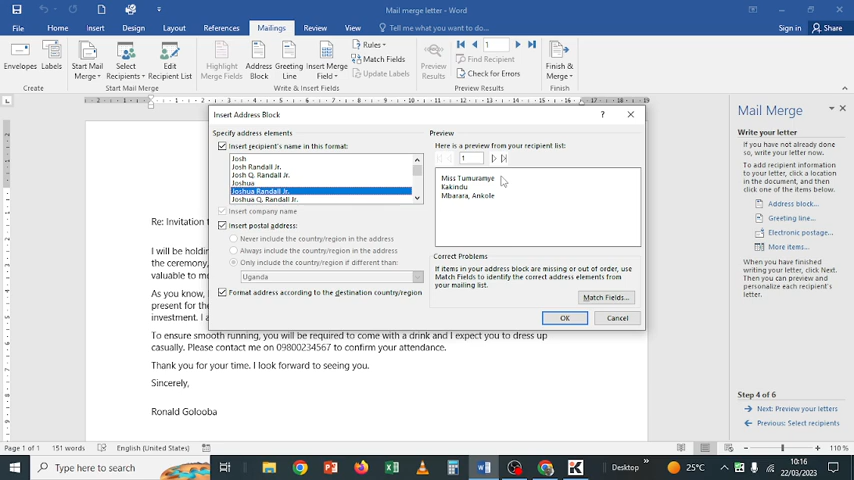 Mail merge letter - Word
File Insert Design Layout References Mailings Review View Tell me what you want to do...
Sign in Share
Envelopes Labels
Create
Start Mail Merge
Select Recipients
Edit Recipient List
Start Mail Merge
Highlight Merge Fields
Address Block
Greeting Line
Insert Merge Field
Rules
Match Fields
Update Labels
Write & Insert Fields
Preview Results
1
Find Recipient
Check for Errors
Preview Results
Finish & Merge
Finish
Insert Address Block
Specify address elements
Insert recipient's name in this format:
Josh
Josh Randall Jr.
Josh Q. Randall Jr.
Joshua
Joshua Randall Jr.
Joshua Q. Randall Jr.
Insert company name
Insert postal address:
Never include the country/region in the address
Always include the country/region in the address
Only include the country/region if different than:
Uganda
Format address according to the destination country/region
Preview
Here is a preview from your recipient list:
1
Miss Tumuramye
Kakindu
Mbarara, Ankole
Correct Problems
If items in your address block are missing or out of order, use
Match Fields to identify the correct address elements from
your mailing list.
Match Fields...
OK Cancel
Re: Invitation t
I will be holding
the ceremony,
valuable to me
As you know, I
present for the
investment. I a
To ensure smooth running, you will be required to come with a drink and I expect you to dress up
casually. Please contact me on 09800234567 to confirm your attendance.
Thank you for your time. I look forward to seeing you.
Sincerely,
Ronald Golooba
Mail Merge
Write your letter
If you have not already done
so, write your letter now.
To add recipient information
to your letter, click a location
in the document, and then
click one of the items below.
Address block...
Greeting line...
Electronic postage...
More items...
When you have finished
writing your letter, click Next.
Then you can preview and
personalize each recipient's
letter.
Step 4 of 6
Next: Preview your letters
Previous: Select recipients
Page 1 of 1 151 words English (United States) 110 %
Type here to search
Desktop
25°C
10:16
22/03/2023